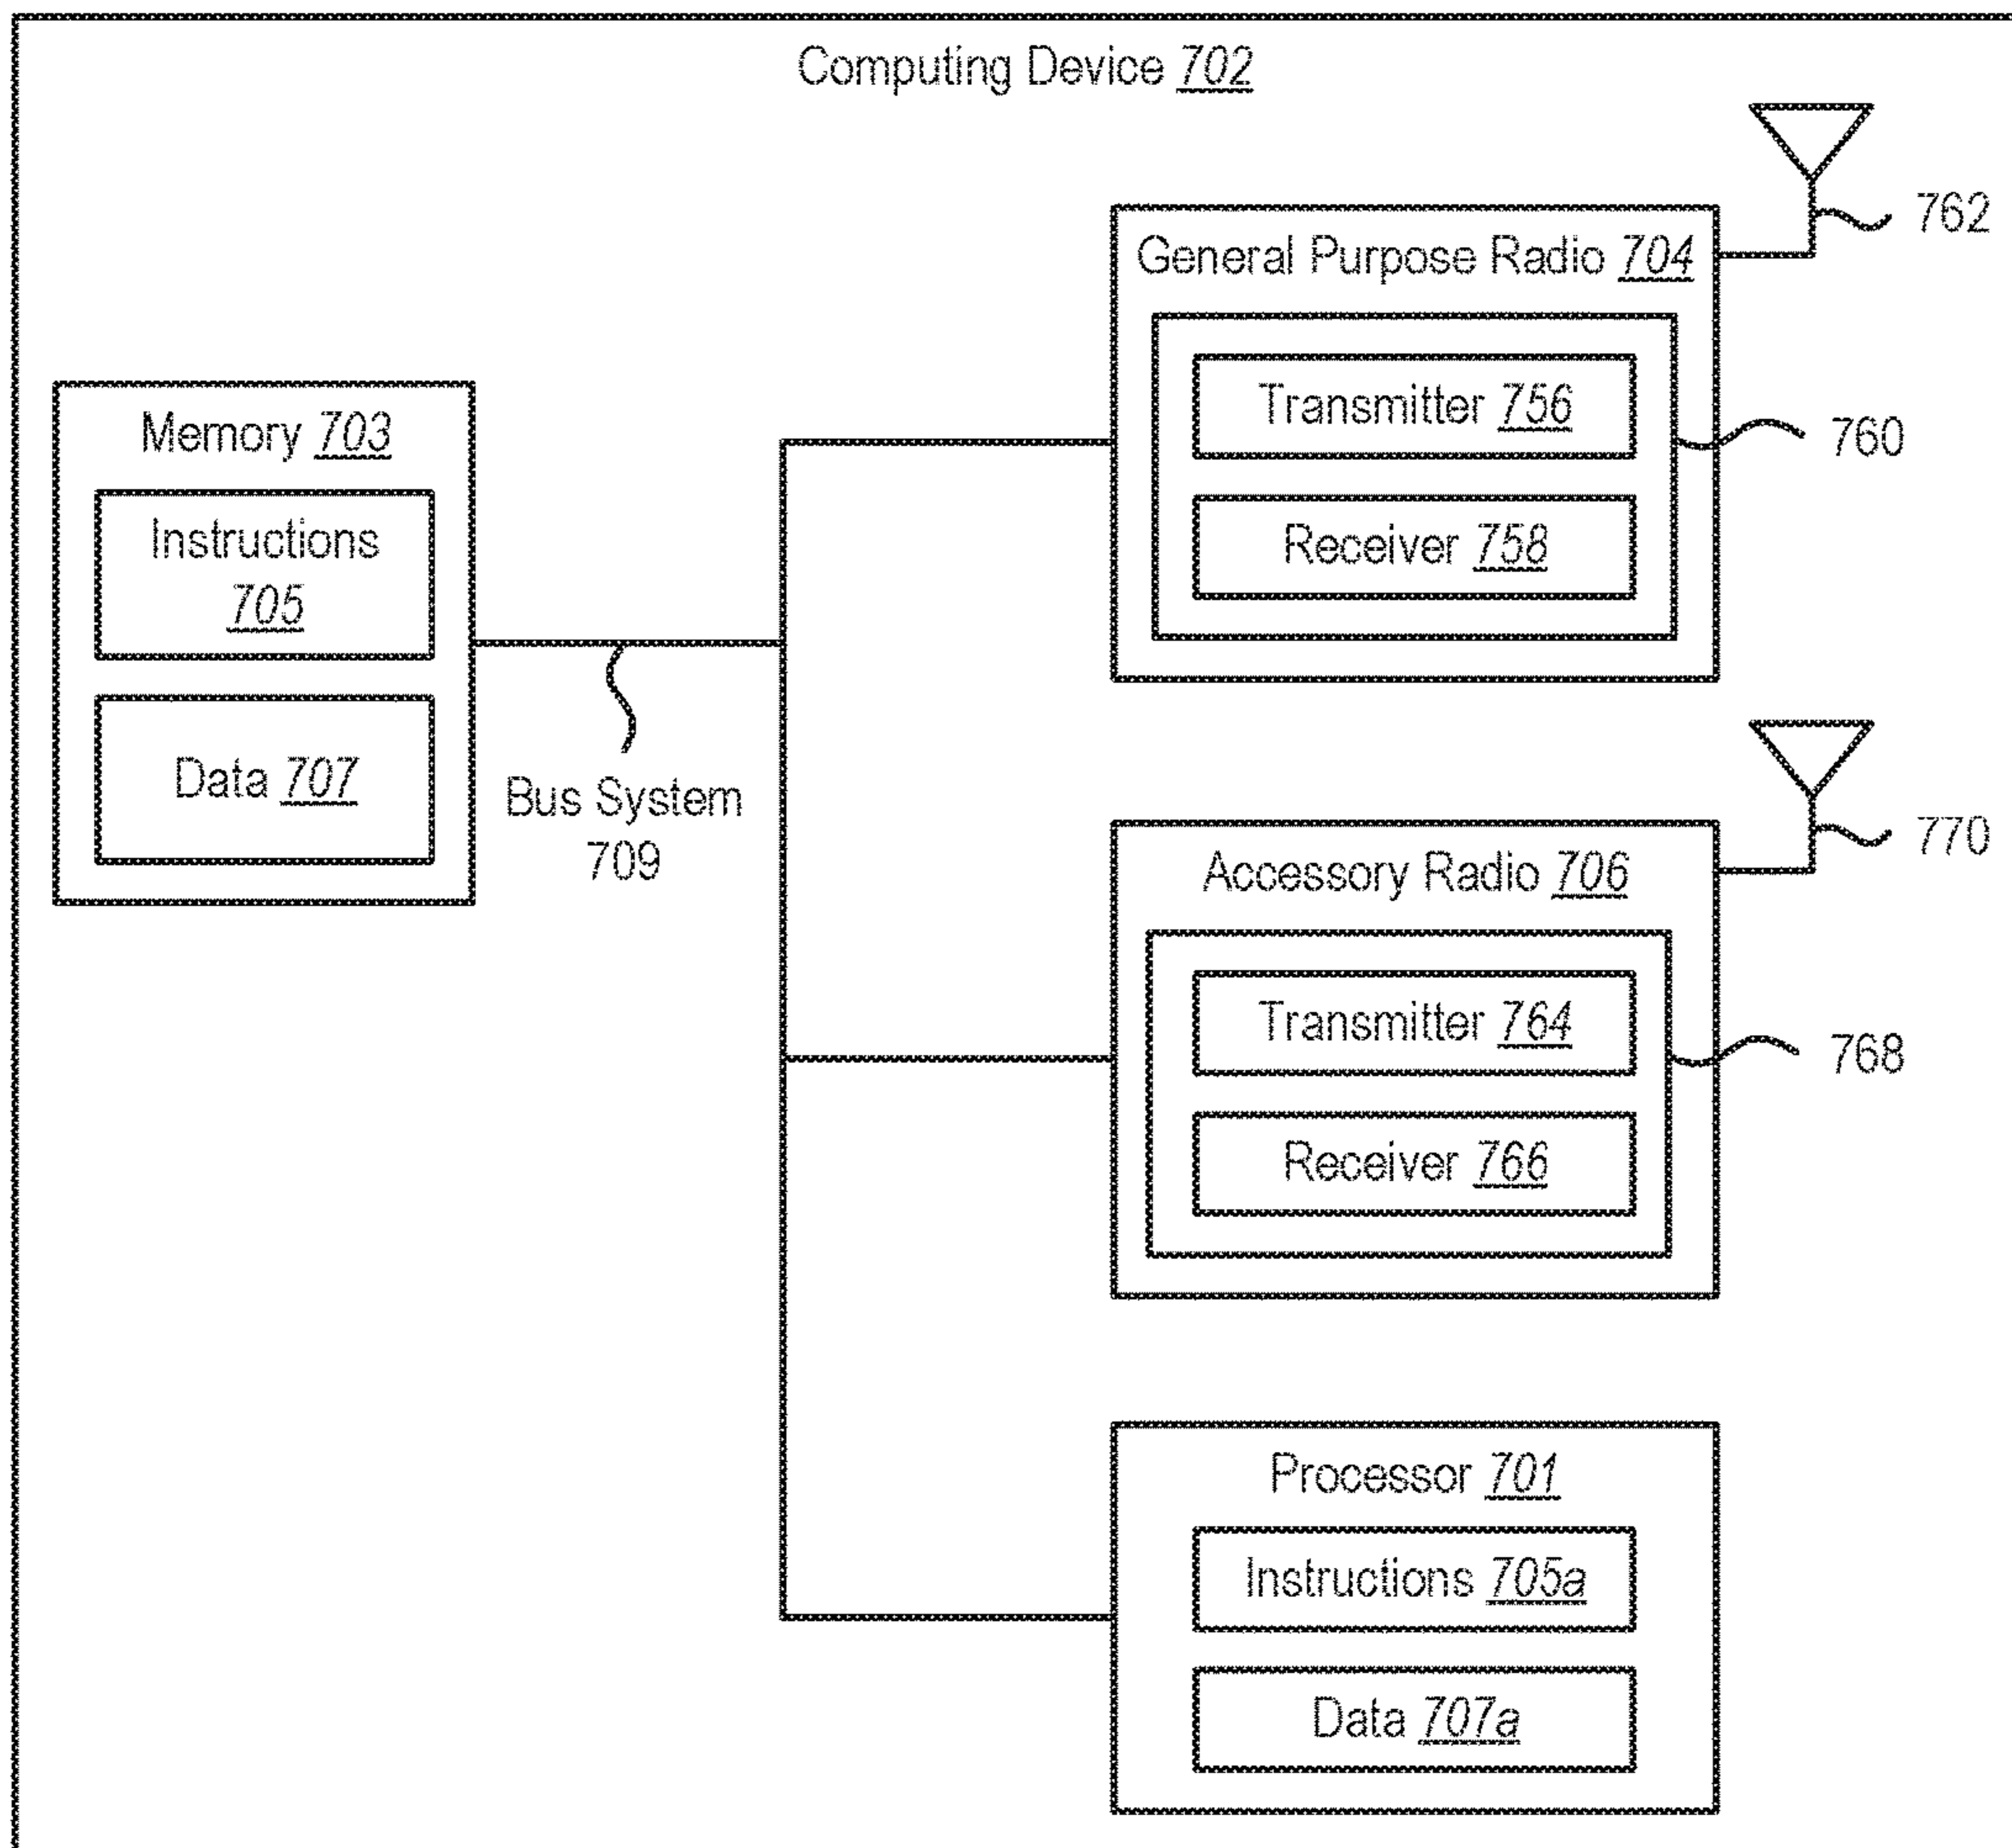 Computing Device 702
762
General Purpose Radio 704
Transmitter 756
760
Receiver 758
Memory 703
Instructions
705
Data 707
Bus System
709
770
Accessory Radio 706
Transmitter 764
768
Receiver 766
Processor 701
Instructions 705a
Data 707a